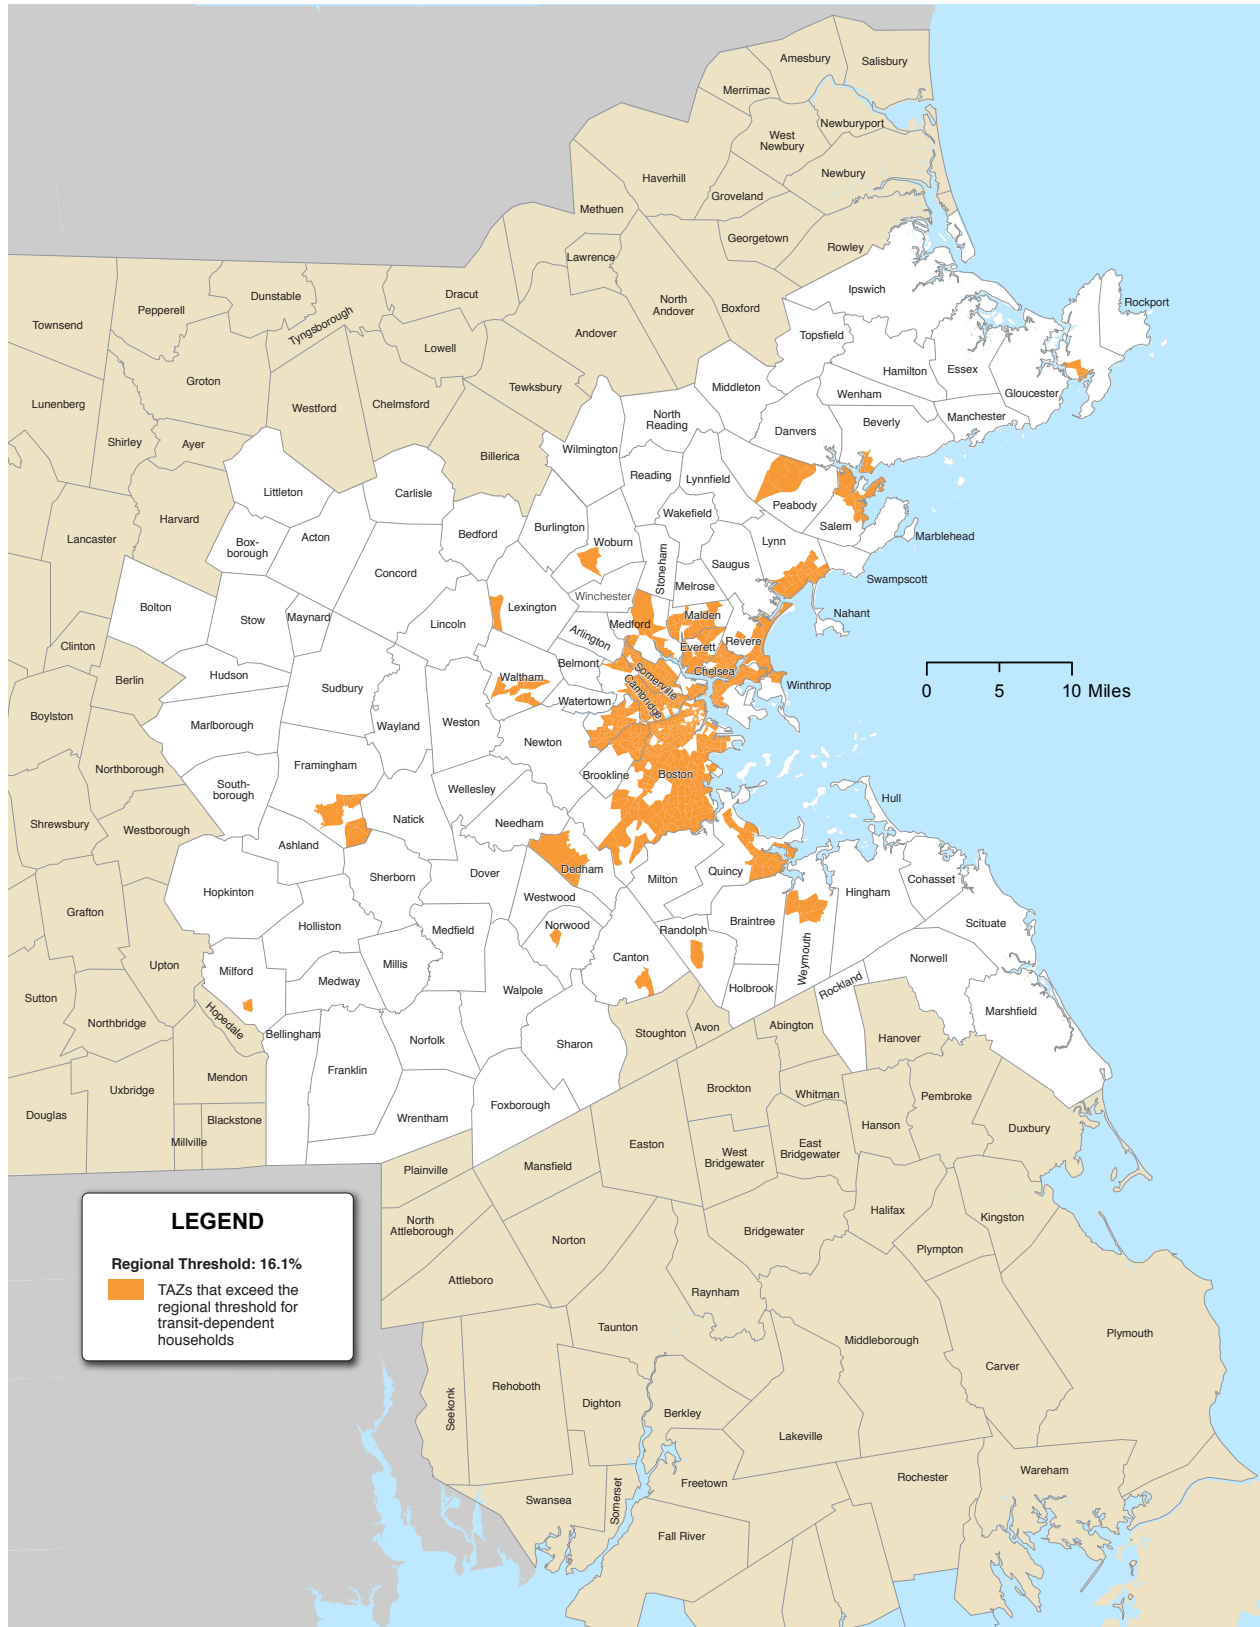 Amesbury
Salisbury
Merrimac
Newburyport
West
Newbury
Newbury
Haverhill
Groveland
Methuen
Georgetown
Rowley
Lawrence
Ipswich
Dunstable
Dracut
North
Andover
Boxford
Rockport
Pepperell
Townsend
Tyngsborough
Andover
Topsfield
Lowell
Hamilton
Essex
Groton
Tewksbury
Middleton
Wenham
Gloucester
Lunenberg
Westford
Chelmsford
North
Reading
Beverly
Manchester
Shirley
Ayer
Danvers
Billerica
Wilmington
Reading
Lynnfield
Littleton
Carlisle
Peabody
Harvard
Wakefield
Salem
Lancaster
Box-
borough
Acton
Bedford
Burlington
Woburn
Lynn
Marblehead
Stoneham
Saugus
Concord
Melrose
Swampscott
Bolton
Winchester
Lexington
Nahant
Stow
Maynard
Lincoln
Medford
Malden
Arlington
Revere
Clinton
Everett
Hudson
Belmont
Chelsea
Berlin
Waltham
Somerville
Winthrop
Sudbury
Cambridge
Watertown
0 5 10 Miles
Boylston
Marlborough
Wayland
Weston
Newton
Northborough
Framingham
Brookline
Boston
South-
borough
Wellesley
Hull
Shrewsbury
Westborough
Natick
Needham
Ashland
Dedham
Sherborn
Dover
Milton
Quincy
Hopkinton
Westwood
Hingham
Cohasset
Grafton
Holliston
Medfield
Norwood
Randolph
Braintree
Scituate
Weymouth
Upton
Milford
Millis
Canton
Norwell
Medway
Walpole
Holbrook
Rockland
Sutton
Northbridge
Hopedale
Bellingham
Marshfield
Stoughton
Avon
Abington
Norfolk
Sharon
Hanover
Franklin
Mendon
Uxbridge
Brockton
Whitman
Pembroke
Foxborough
Douglas
Blackstone
Wrentham
Hanson
Duxbury
Millville
Easton
West
Bridgewater
East
Bridgewater
Plainville
Mansfield
Halifax
Kingston
North
Attleborough
Norton
Bridgewater
Plympton
Attleboro
Raynham
LEGEND
Regional Threshold: 16.1%
TAZs that exceed the
regional threshold for
transit-dependent
households
Taunton
Middleborough
Plymouth
Carver
Rehoboth
Seekonk
Dighton
Berkley
Lakeville
Wareham
Rochester
Freetown
Swansea
Somerset
Fall River